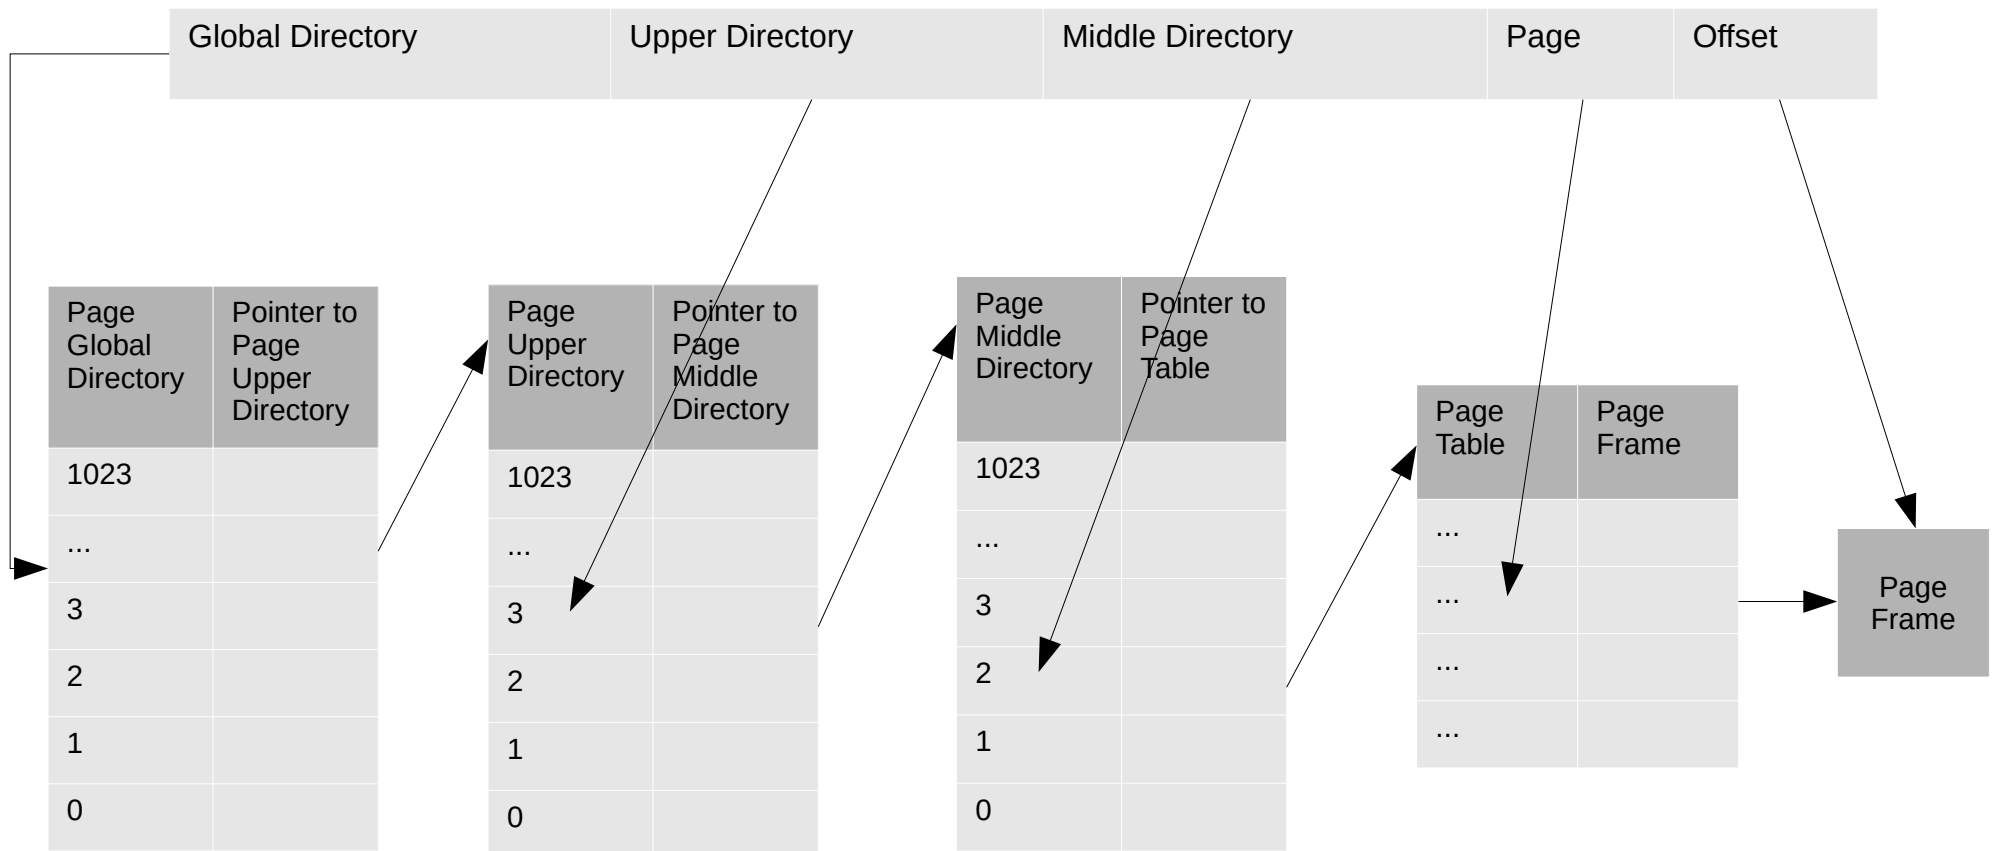 Global Directory
Upper Directory
Middle Directory
Page
Offset
Page
Global
Directory
Pointer to
Page
Upper
Directory
1023
...
3
2
1
0
Page
Upper
Directory
Pointer to
Page
Middle
Directory
1023
...
3
2
1
0
Page
Middle
Directory
Pointer to
Page
Table
1023
...
3
2
1
0
Page
Table
Page
Frame
...
...
...
...
Page
Frame